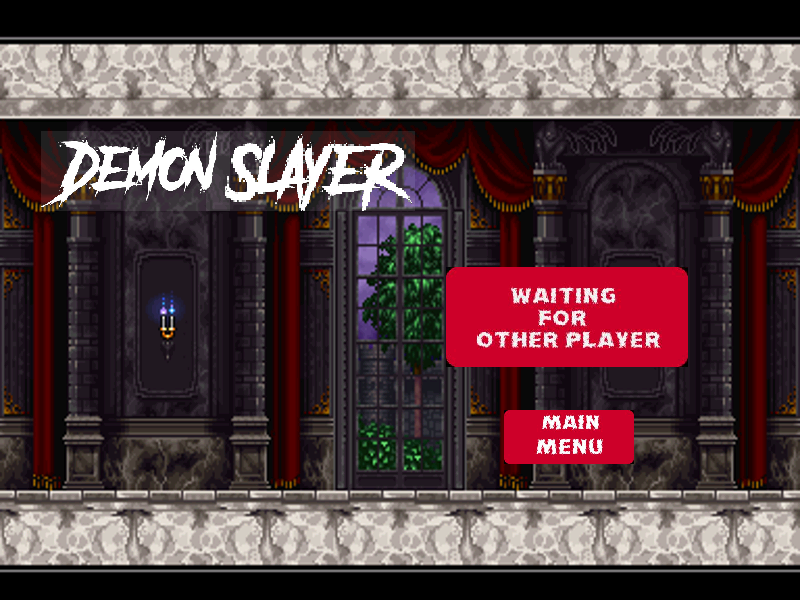 DEMON SLAYER
WAITING
FOR
OTHER PLAYER
MAIN
MENU